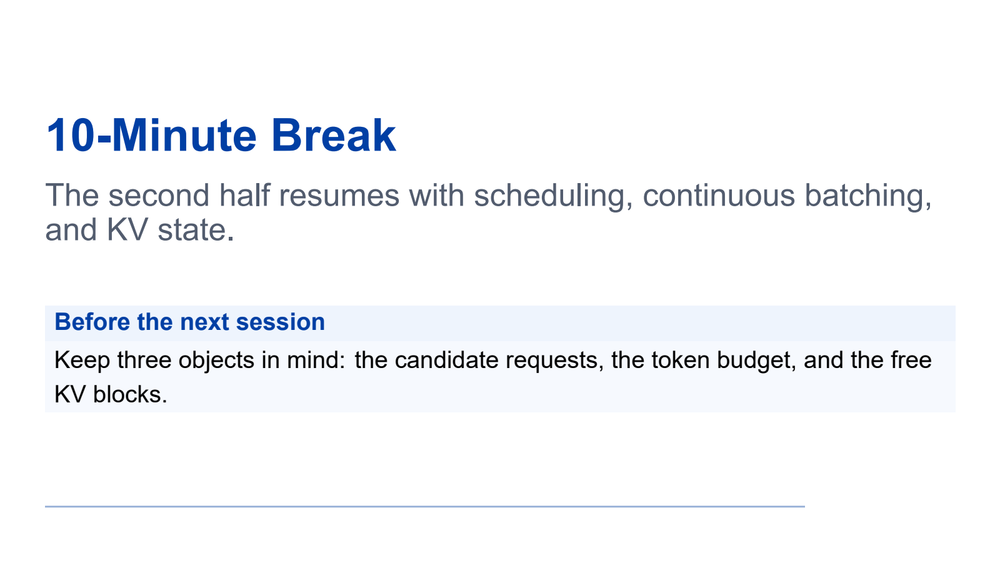 10-Minute Break
The second half resumes with scheduling, continuous batching,
and KV state.
Before the next session
Keep three objects in mind: the candidate requests, the token budget, and the free
KV blocks.